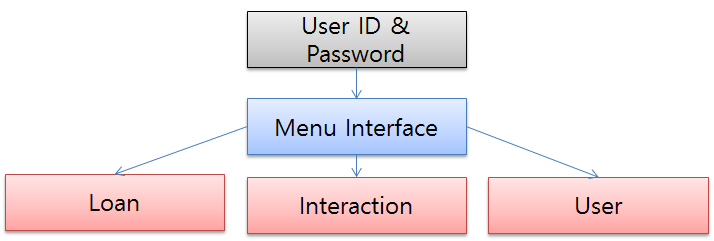 User ID &
Password
Menu Interface
Loan
Interaction
User